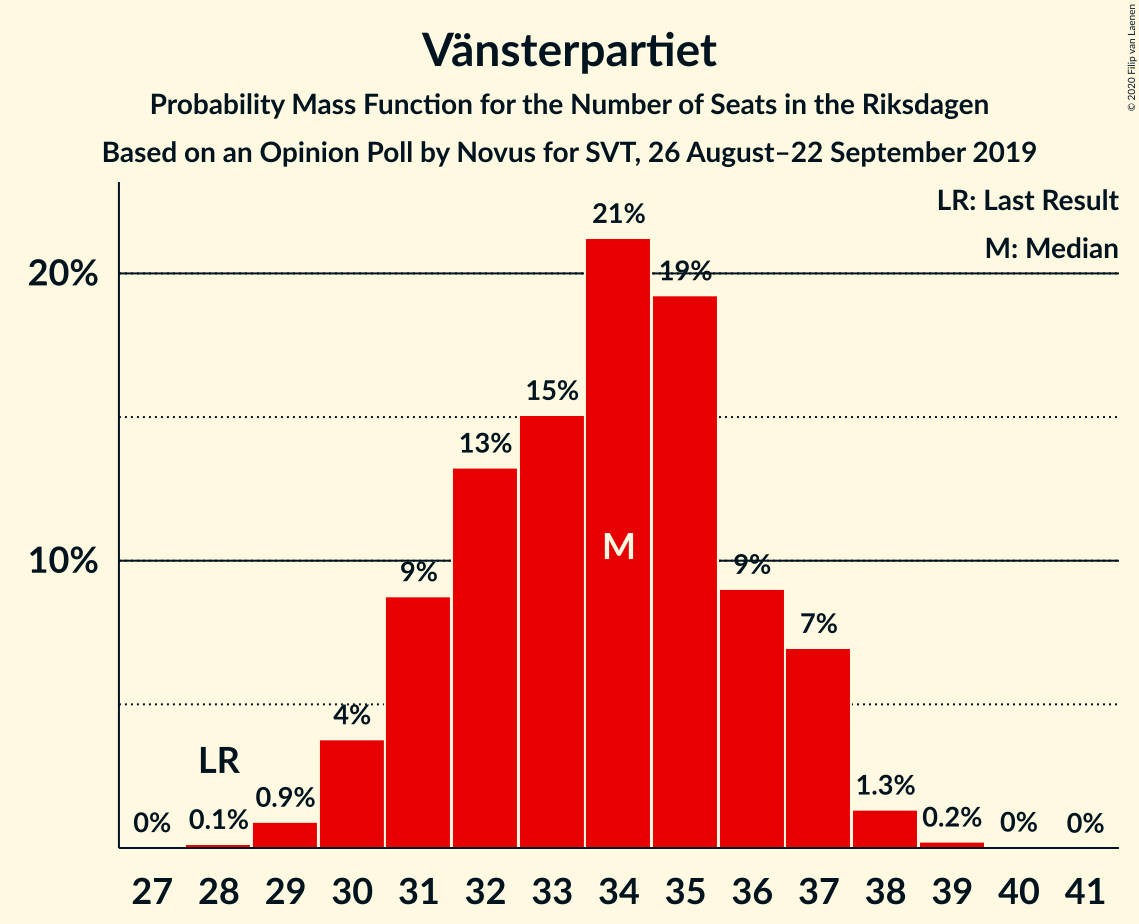 Vänsterpartiet
Probability Mass Function for the Number of Seats in the Riksdagen
Based on an Opinion Poll by Novus for SVT, 26 August–22 September 2019
© 2020 Filip van Laenen
LR: Last Result
M: Median
20%
10%
0%
0.1%
LR
0.9%
4%
9%
13%
15%
21%
M
19%
9%
7%
1.3%
0.2%
0%
0%
27 28 29 30 31 32 33 34 35 36 37 38 39 40 41